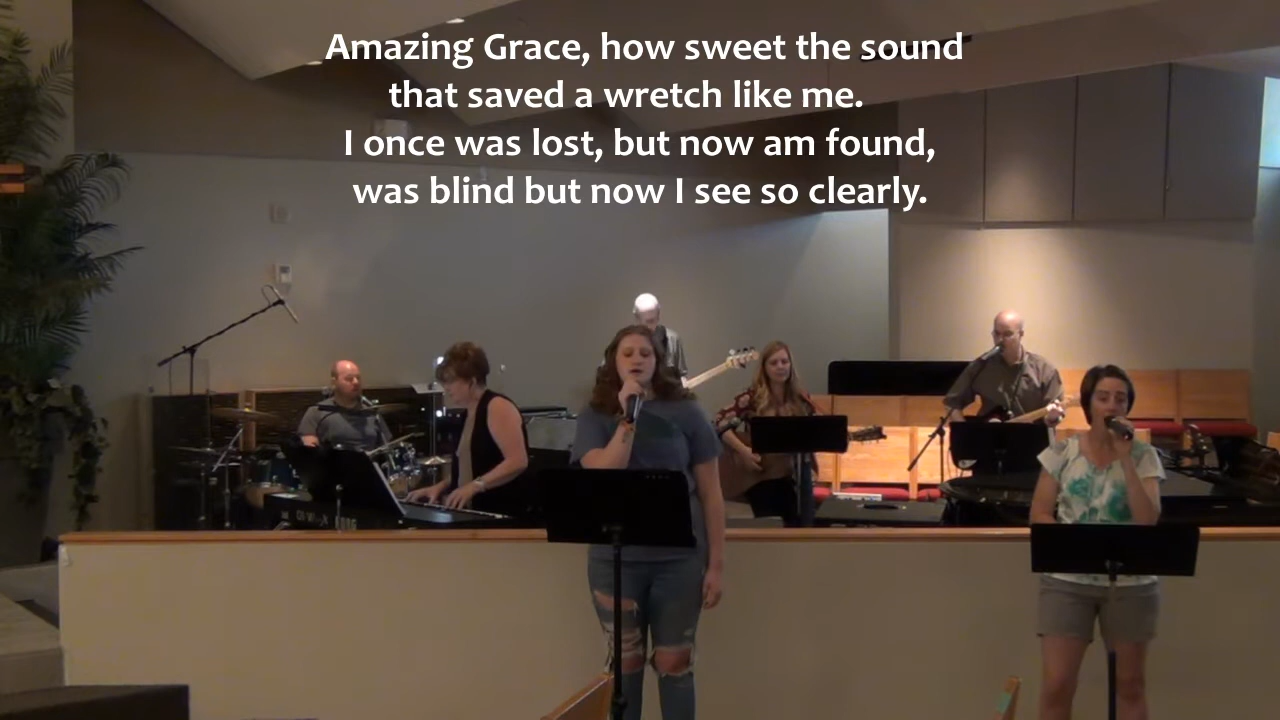 Amazing Grace, how sweet the sound
that saved a wretch like me.
I once was lost, but now am found,
was blind but now I see so clearly.
KORG